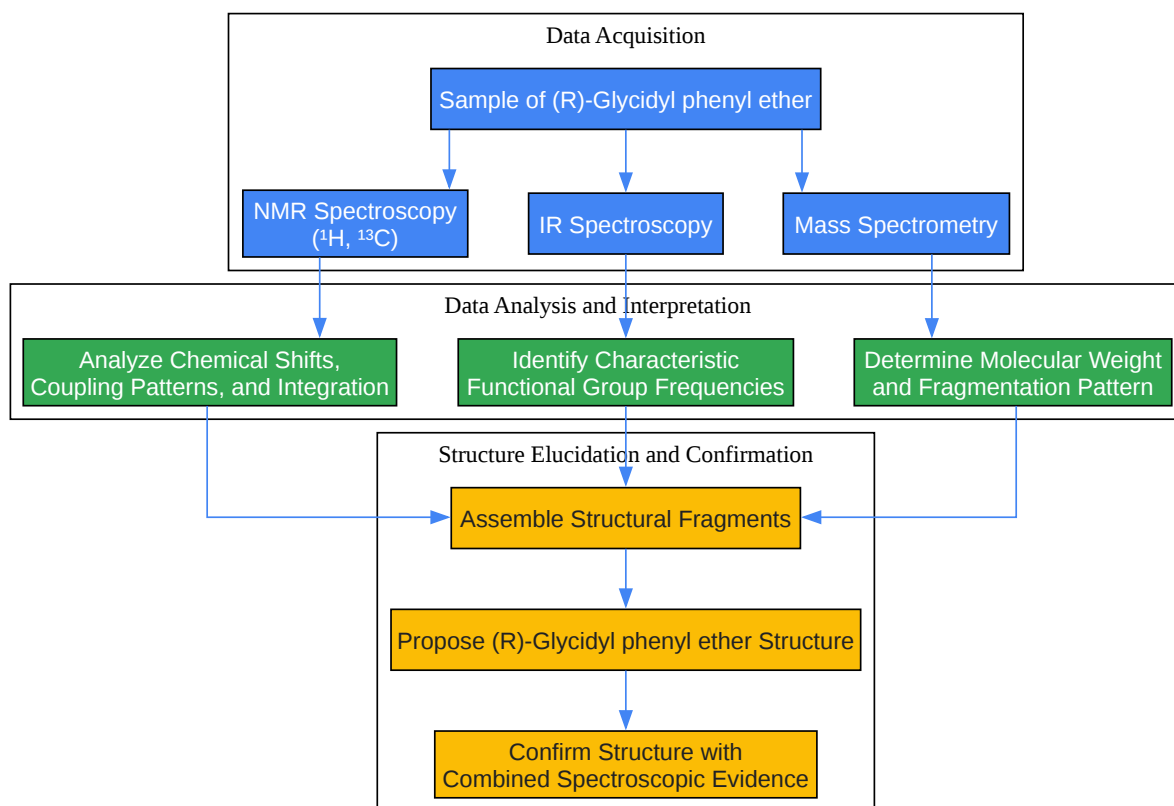 Data Acquisition
Sample of (R)-Glycidyl phenyl ether
NMR Spectroscopy
(¹H, ¹³C)
IR Spectroscopy
Mass Spectrometry
Data Analysis and Interpretation
Analyze Chemical Shifts,
Coupling Patterns, and Integration
Identify Characteristic
Functional Group Frequencies
Determine Molecular Weight
and Fragmentation Pattern
Structure Elucidation and Confirmation
Assemble Structural Fragments
Propose (R)-Glycidyl phenyl ether Structure
Confirm Structure with
Combined Spectroscopic Evidence